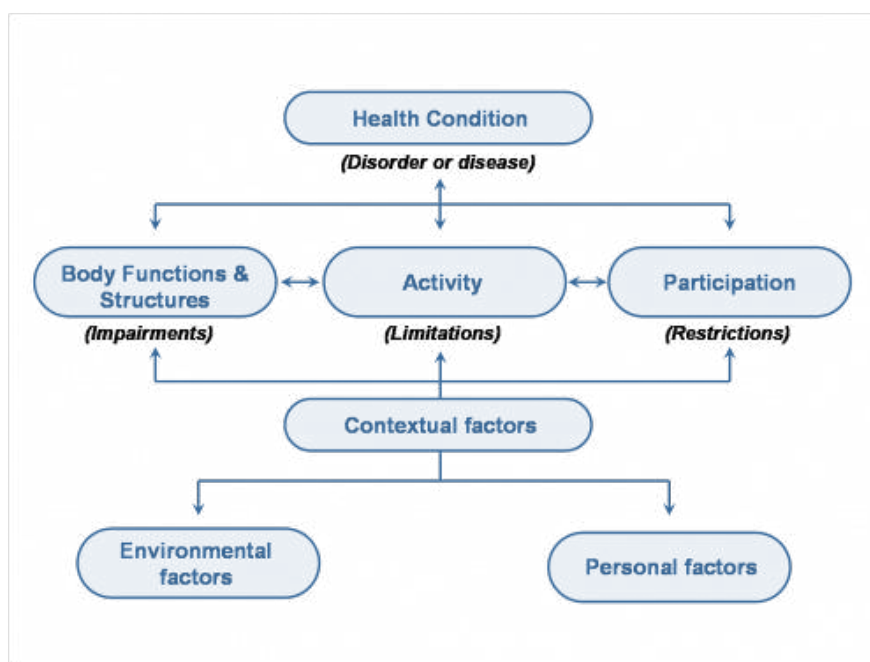 Health Condition
(Disorder or disease)
Body Functions &
Structures
(Impairments)
Activity
(Limitations)
Participation
(Restrictions)
Contextual factors
Environmental
factors
Personal factors